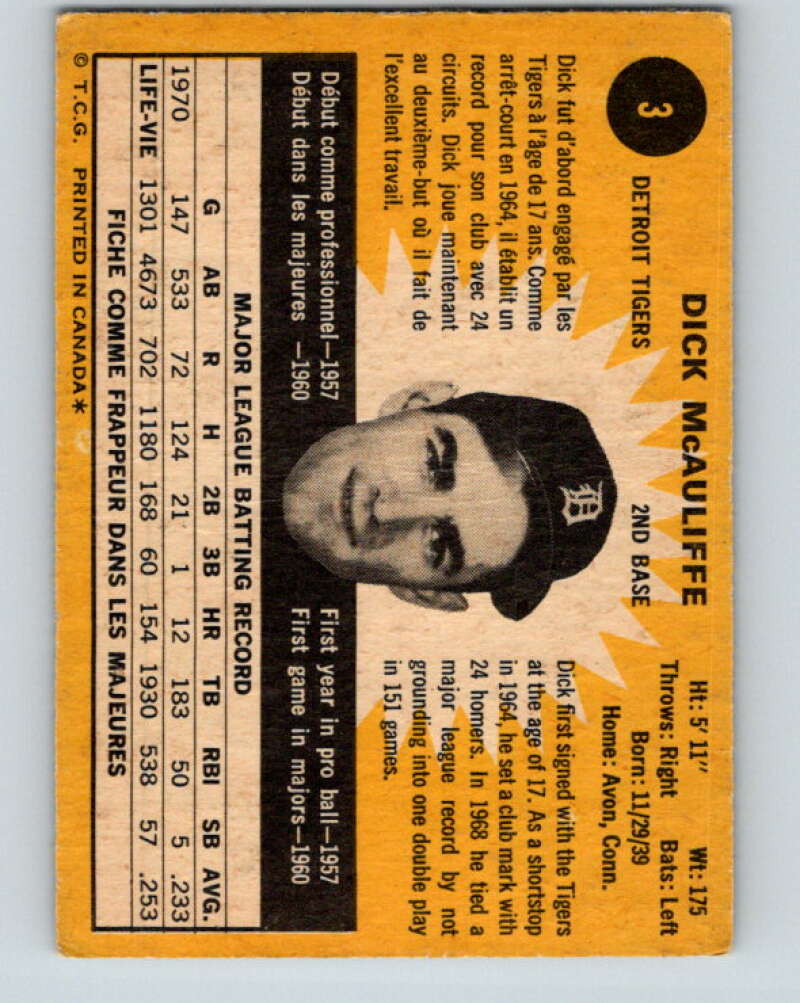 3
DICK McAULIFFE
Ht: 5' 11" Wt: 175
Throws: Right Bats: Left
DETROIT TIGERS 2ND BASE
Born: 11/29/39
Home: Avon, Conn.
Dick fut d'abord engagé par les
Tigers à l'âge de 17 ans. Comme
arrêt-court en 1964, il établit un
record pour son club avec 24
circuits. Dick joue maintenant
au deuxième-but où il fait de
l'excellent travail.
D
Dick first signed with the Tigers
at the age of 17. As a shortstop
in 1964, he set a club mark with
24 homers. In 1968 he tied a
major league record by not
grounding into one double play
in 151 games.
Début comme professionnel—1957
Début dans les majeures —1960
First year in pro ball—1957
First game in majors—1960
MAJOR LEAGUE BATTING RECORD
G AB R H 2B 3B HR TB RBI SB AVG.
1970 147 533 72 124 21 1 12 183 50 5 .233
LIFE-VIE 1301 4673 702 1180 168 60 154 1930 538 57 .253
FICHE COMME FRAPPEUR DANS LES MAJEURES
© T.C.G. PRINTED IN CANADA*